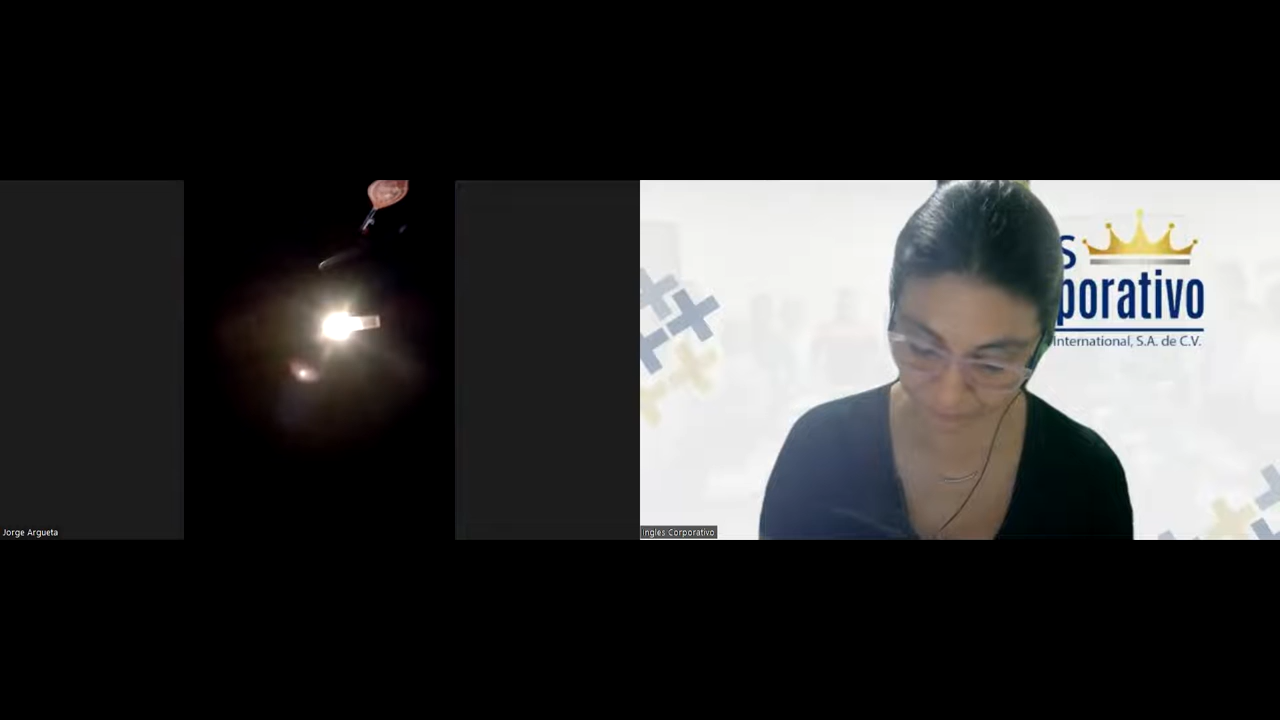 S
porativo
International, S.A. de C.V.
Jorge Argueta
ingles Corporativo